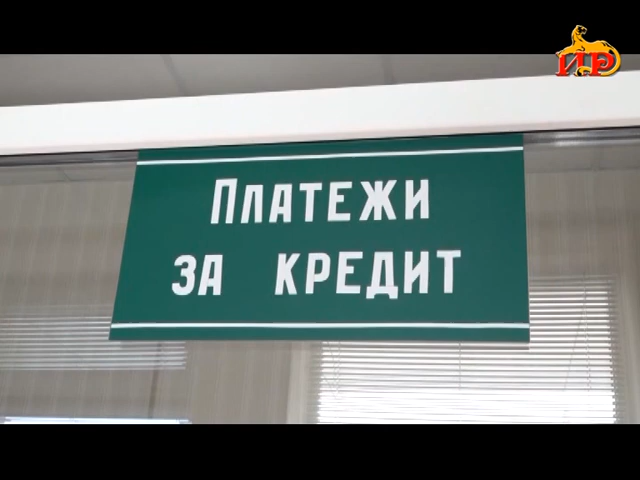 ИР
Платежи
за кредит